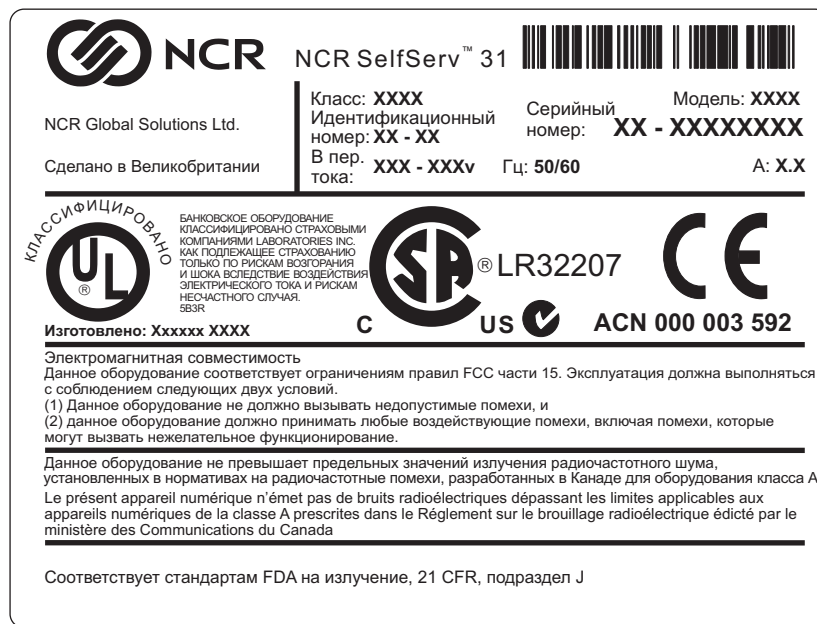 NCR
NCR SelfServ™ 31
NCR Global Solutions Ltd.
Сделано в Великобритании
Класс: XXXX
Идентификационный
номер: XX - XX
Серийный
номер: XX - XXXXXXXX
Модель: XXXX
В пер.
тока: XXX - XXXv
Гц: 50/60
А: X.X
КЛАССИФИЦИРОВАНО
UL
®
БАНКОВСКОЕ ОБОРУДОВАНИЕ
КЛАССИФИЦИРОВАНО СТРАХОВЫМИ
КОМПАНИЯМИ LABORATORIES INC.
КАК ПОДЛЕЖАЩЕЕ СТРАХОВАНИЮ
ТОЛЬКО ПО РИСКАМ ВОЗГОРАНИЯ
И ШОКА ВСЛЕДСТВИЕ ВОЗДЕЙСТВИЯ
ЭЛЕКТРИЧЕСКОГО ТОКА И РИСКАМ
НЕСЧАСТНОГО СЛУЧАЯ.
5B3R
Изготовлено: Xxxxxx XXXX
SA
® LR32207
C US
CE
ACN 000 003 592
Электромагнитная совместимость
Данное оборудование соответствует ограничениям правил FCC части 15. Эксплуатация должна выполняться
с соблюдением следующих двух условий.
(1) Данное оборудование не должно вызывать недопустимые помехи, и
(2) данное оборудование должно принимать любые воздействующие помехи, включая помехи, которые
могут вызвать нежелательное функционирование.
Данное оборудование не превышает предельных значений излучения радиочастотного шума,
установленных в нормативах на радиочастотные помехи, разработанных в Канаде для оборудования класса А
Le présent appareil numérique n’émet pas de bruits radioélectriques dépassant les limites applicables aux
appareils numériques de la classe A prescrites dans le Réglement sur le brouillage radioélectrique édicté par le
ministère des Communications du Canada
Соответствует стандартам FDA на излучение, 21 CFR, подраздел J